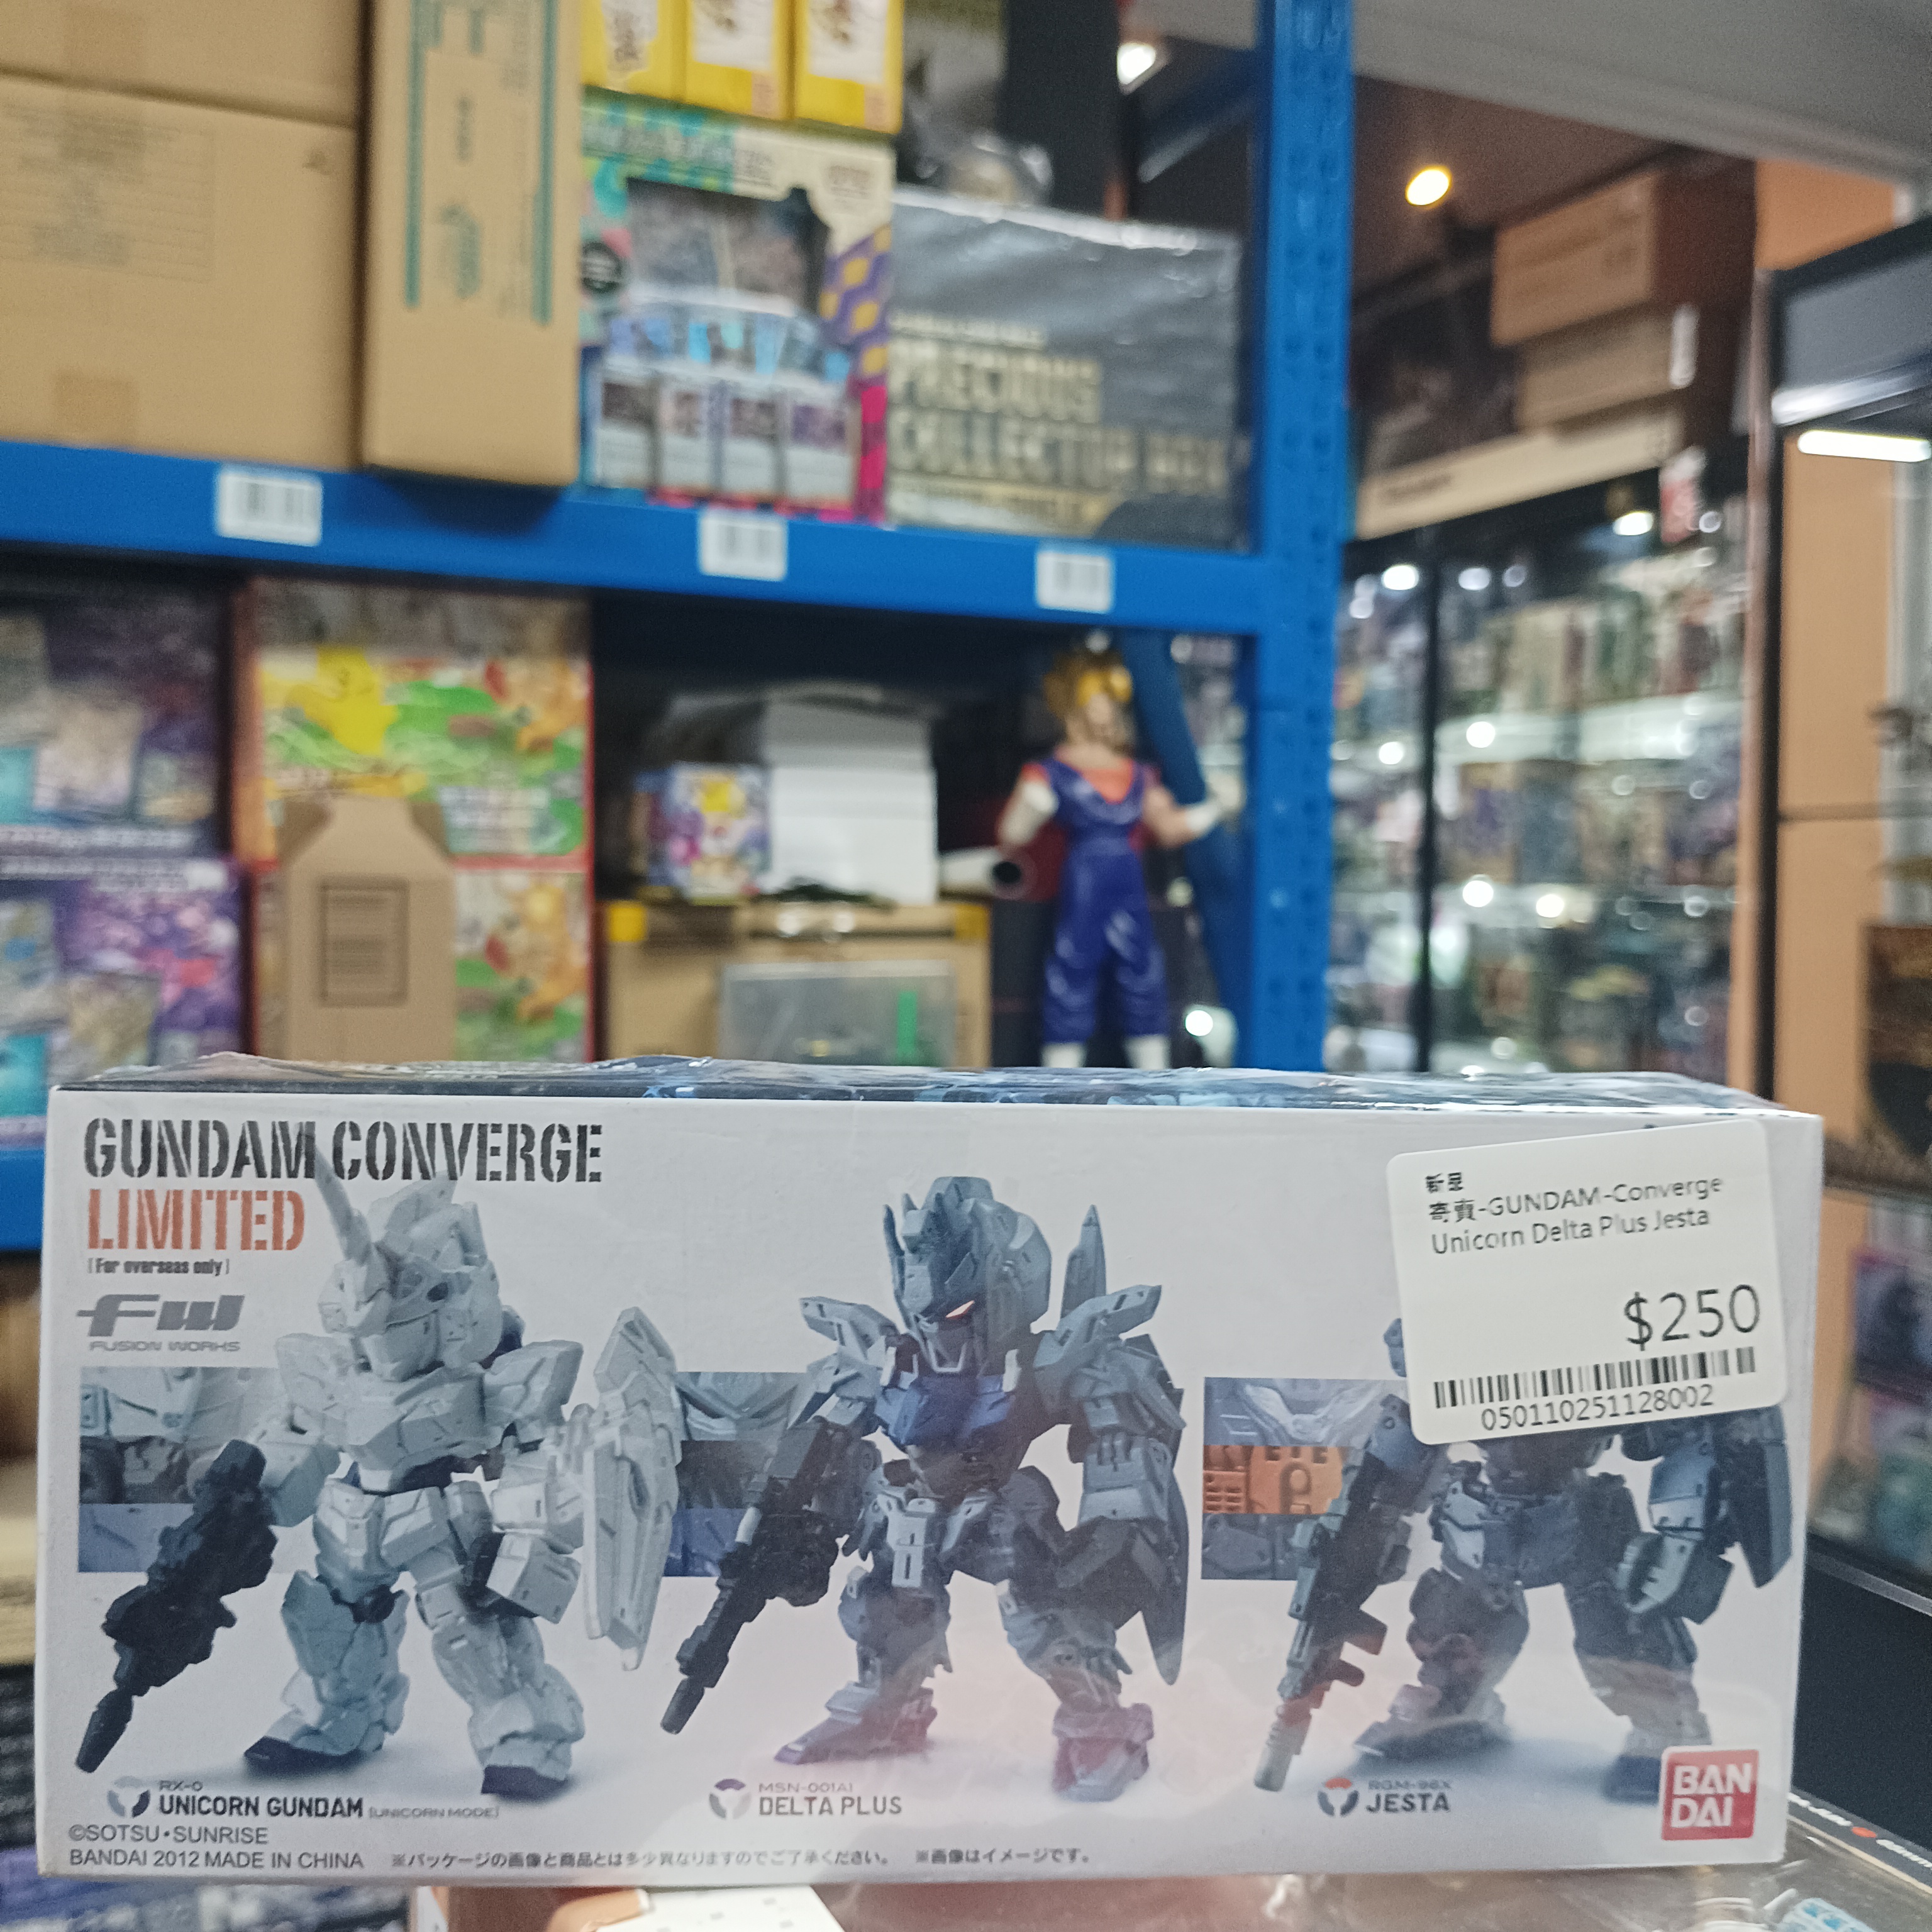 PRECIOUS
COLLECTOR BOX
GUNDAM CONVERGE
LIMITED
[For overseas only]
FW
FUSION WORKS
新品
寄賣-GUNDAM-Converge
Unicorn Delta Plus Jesta
$250
050110251128002
RX-0
UNICORN GUNDAM [UNICORN MODE]
MSN-001A1
DELTA PLUS
RGM-96X
JESTA
BAN
DAI
©SOTSU・SUNRISE
BANDAI 2012 MADE IN CHINA ※パッケージの画像と商品とは多少異なりますのでご了承ください。 ※画像はイメージです。